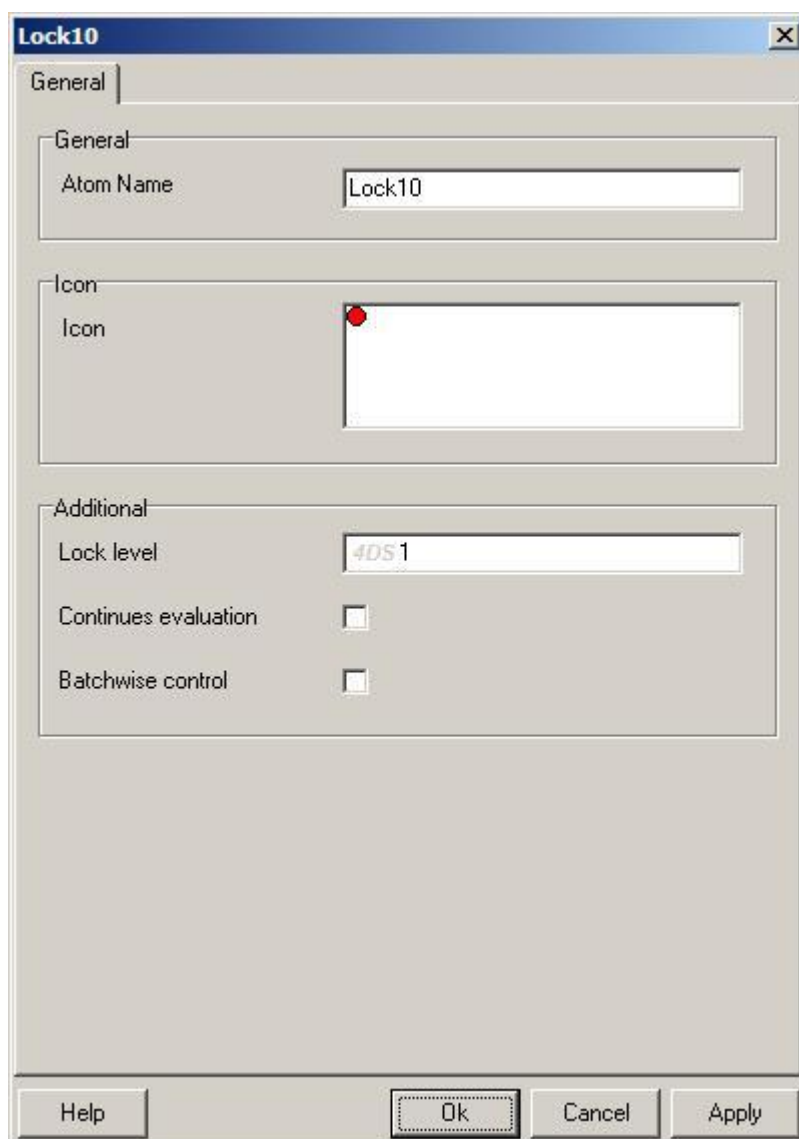 Lock10
General
General
Atom Name Lock10
Icon
Icon
Additional
Lock level 4DS 1
Continues evaluation
Batchwise control
Help Ok Cancel Apply